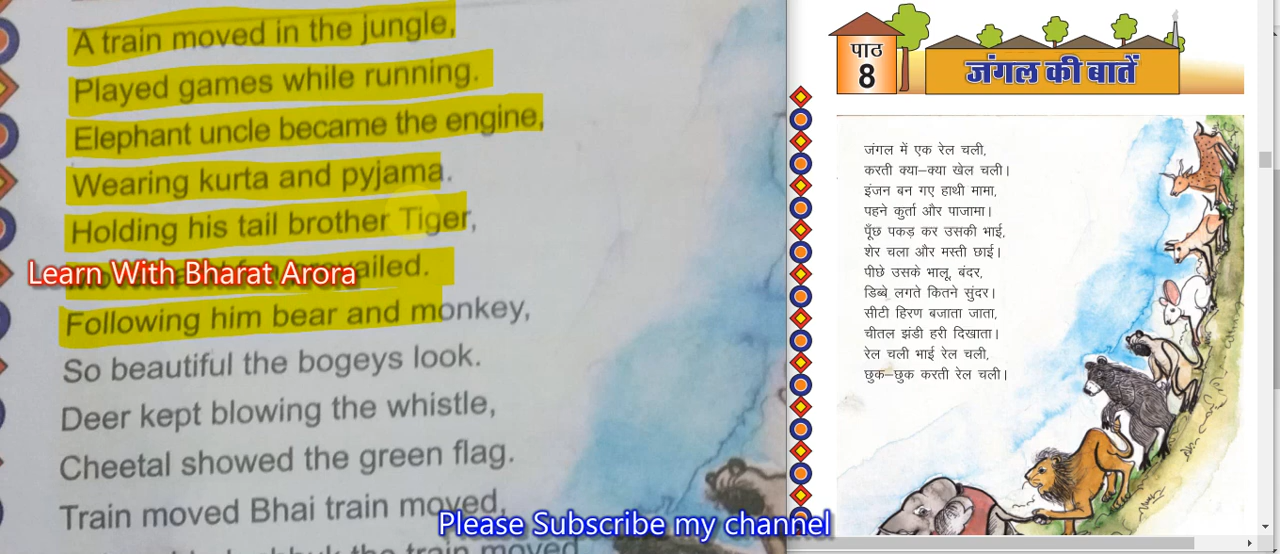 A train moved in the jungle,
Played games while running.
Elephant uncle became the engine,
Wearing kurta and pyjama.
Holding his tail brother Tiger,
Learn With Bharat Arora
Following him bear and monkey,
So beautiful the bogeys look.
Deer kept blowing the whistle,
Cheetal showed the green flag.
Train moved Bhai train moved,
the train moved
Please Subscribe my channel
पाठ
8
जंगल की बातें
जंगल में एक रेल चली,
करती क्या–क्या खेल चली।
इंजन बन गए हाथी मामा,
पहने कुर्ता और पाजामा।
पूँछ पकड़ कर उसकी भाई,
शेर चला और मस्ती छाई।
पीछे उसके भालू, बंदर,
डिब्बे लगते कितने सुंदर।
सीटी हिरण बजाता जाता,
चीतल झंडी हरी दिखाता।
रेल चली भाई रेल चली,
छुक–छुक करती रेल चली।